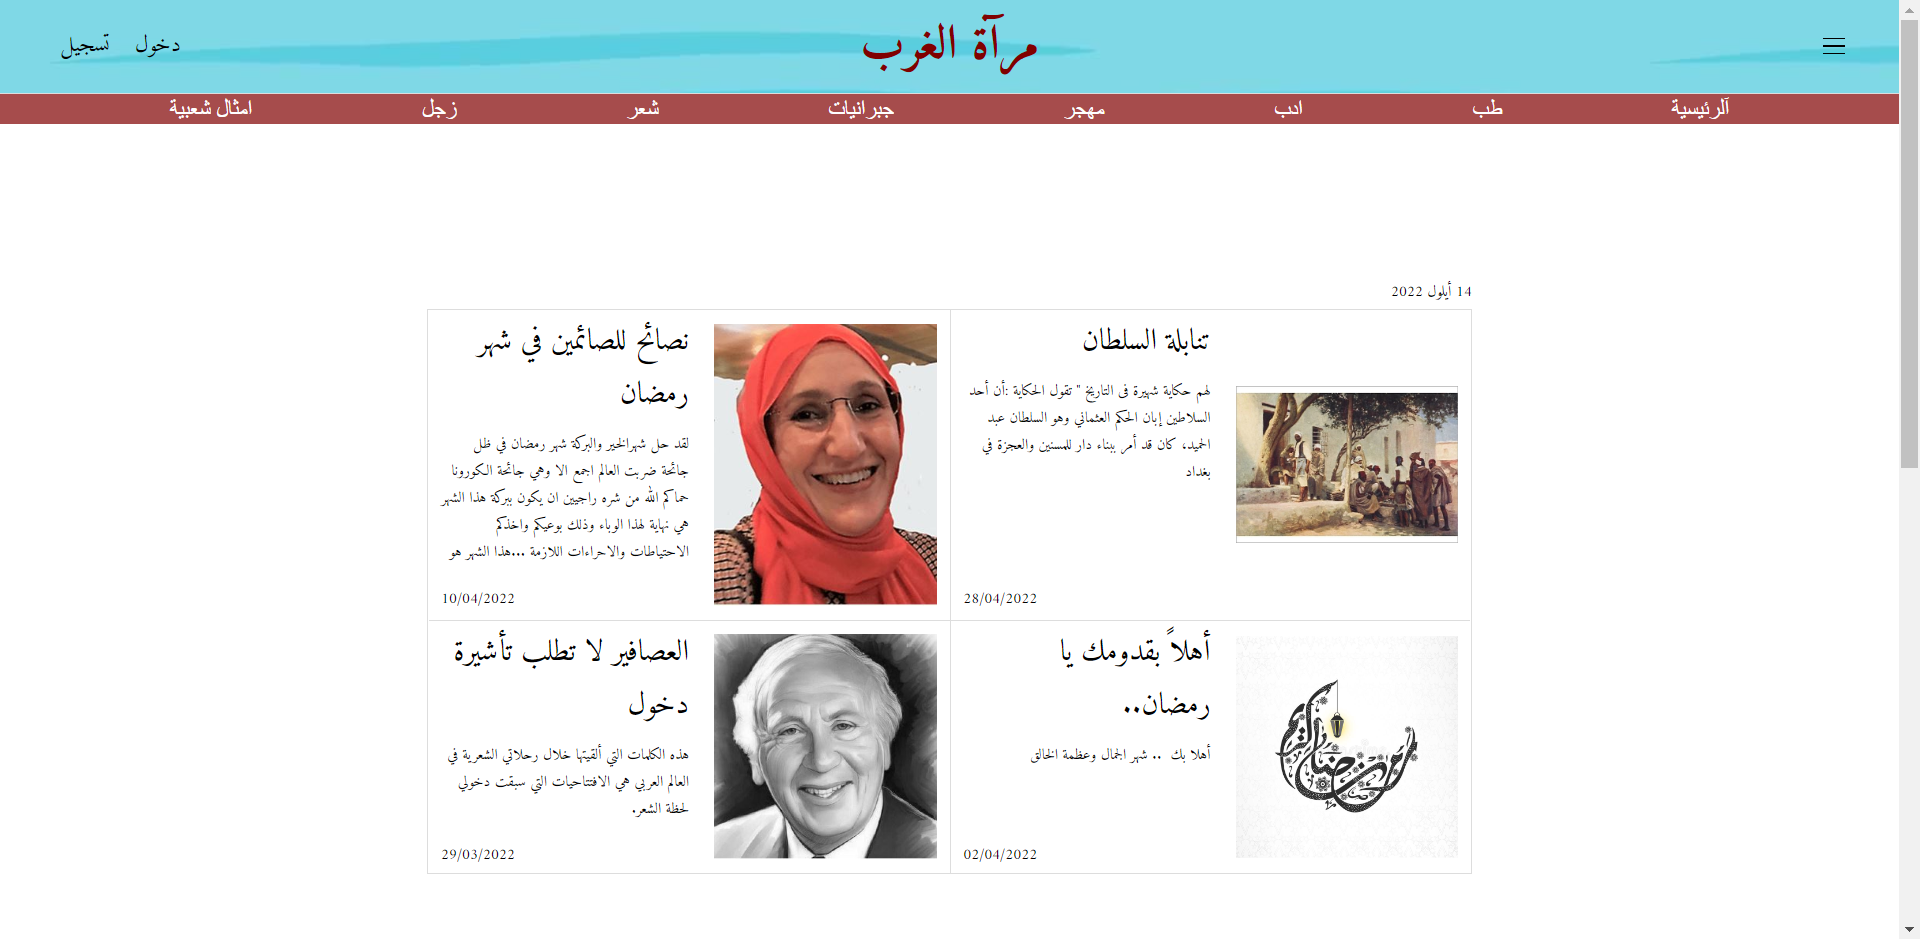 مرآة الغرب
دخول
تسجيل
آلرئيسية
طب
ادب
مهجر
جبرانيات
شعر
زجل
امثال شعبية
14 أيلول 2022
تنابلة السلطان
لهم حكاية شهيرة فى التاريخ " تقول الحكاية :أن أحد
السلاطين إبان الحكم العثماني وهو السلطان عبد
الحميد، كان قد أمر ببناء دار للمسنين والعجزة في
بغداد
28/04/2022
نصائح للصائمين في شهر
رمضان
لقد حل شهرالخير والبركة شهر رمضان في ظل
جائحة ضربت العالم اجمع الا وهي جائحة الكورونا
حماكم الله من شره راجيين ان يكون ببركة هذا الشهر
هي نهاية لهذا الوباء وذلك بوعيكم واخذكم
الاحتياطات والاحراءات اللازمة ...هذا الشهر هو
10/04/2022
أهلاً بقدومك يا
رمضان..
أهلا بك .. شهر الجمال وعظمة الخالق
02/04/2022
العصافير لا تطلب تأشيرة
دخول
هذه الكلمات التي ألقيتها خلال رحلاتي الشعرية في
العالم العربي هي الافتتاحيات التي سبقت دخولي
لحظة الشعر.
29/03/2022